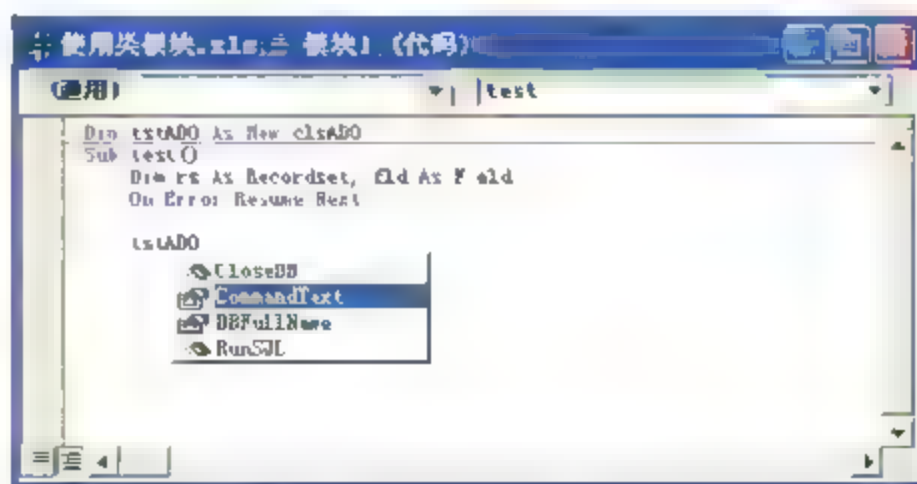 使用类模块.xls - 模块1 (代码)
(通用)
test
Dim tstADO As New clsADO
Sub test()
Dim rs As Recordset, fld As Field
On Error Resume Next
tstADO
CloseDB
CommandText
DBFullName
RunSQL